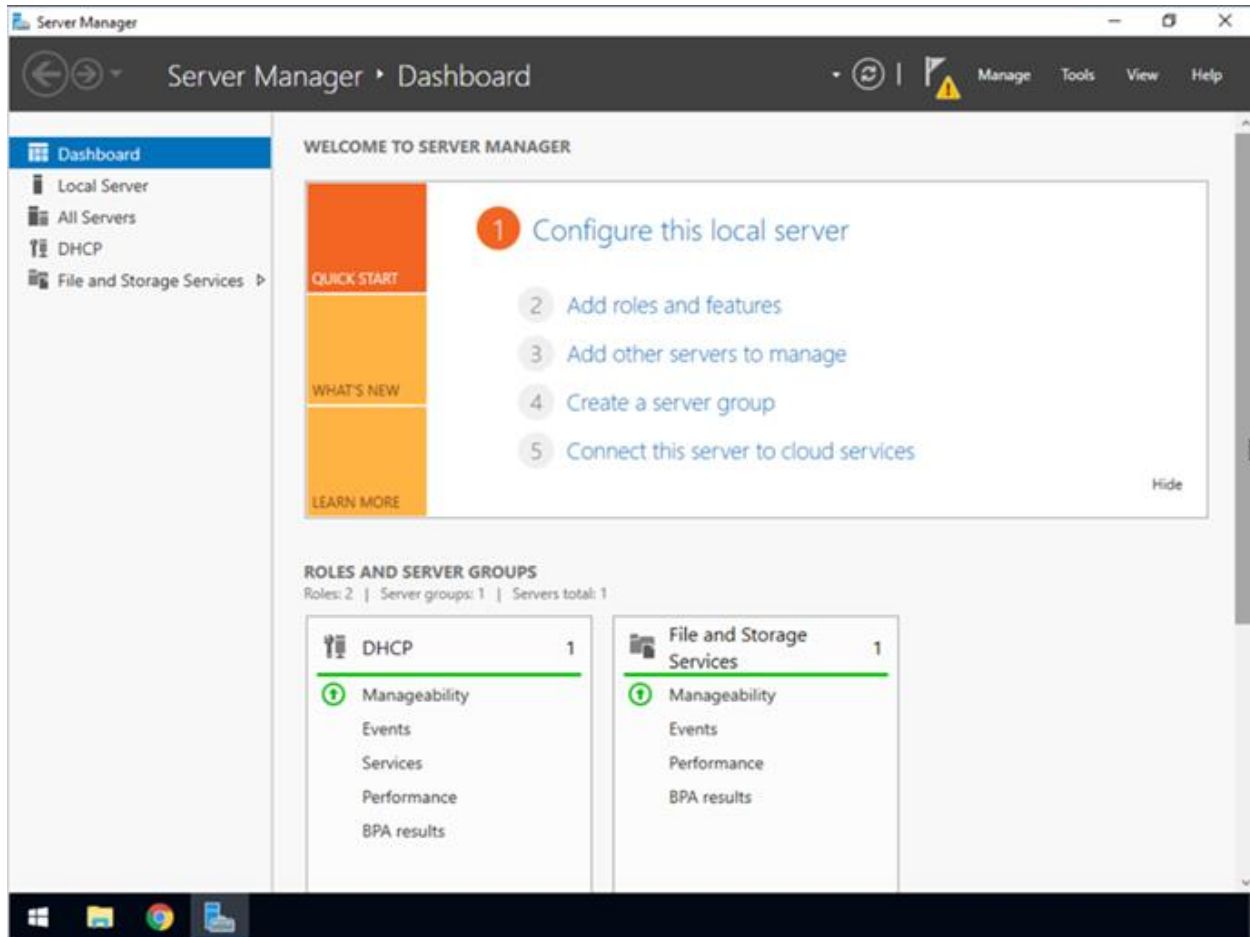 Server Manager
Server Manager ‣ Dashboard
Manage Tools View Help
Dashboard
Local Server
All Servers
DHCP
File and Storage Services
WELCOME TO SERVER MANAGER
QUICK START
WHAT'S NEW
LEARN MORE
1 Configure this local server
2 Add roles and features
3 Add other servers to manage
4 Create a server group
5 Connect this server to cloud services
Hide
ROLES AND SERVER GROUPS
Roles: 2 | Server groups: 1 | Servers total: 1
DHCP 1
Manageability
Events
Services
Performance
BPA results
File and Storage
Services 1
Manageability
Events
Performance
BPA results